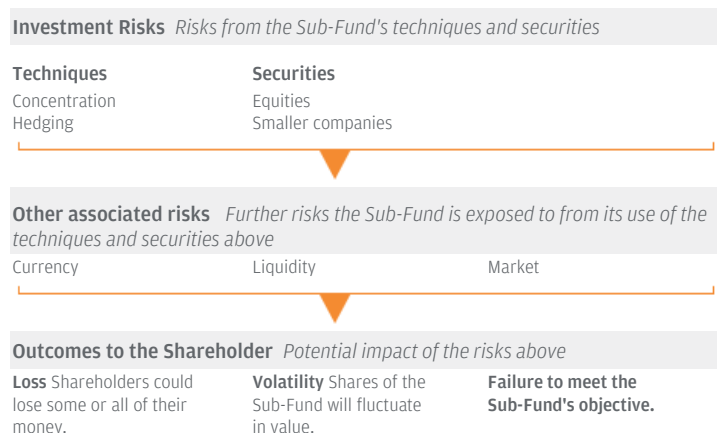 Investment Risks Risks from the Sub-Fund's techniques and securities
Techniques
Concentration
Hedging
Securities
Equities
Smaller companies
Other associated risks Further risks the Sub-Fund is exposed to from its use of the
techniques and securities above
Currency
Liquidity
Market
Outcomes to the Shareholder Potential impact of the risks above
Loss Shareholders could
lose some or all of their
money.
Volatility Shares of the
Sub-Fund will fluctuate
in value.
Failure to meet the
Sub-Fund's objective.